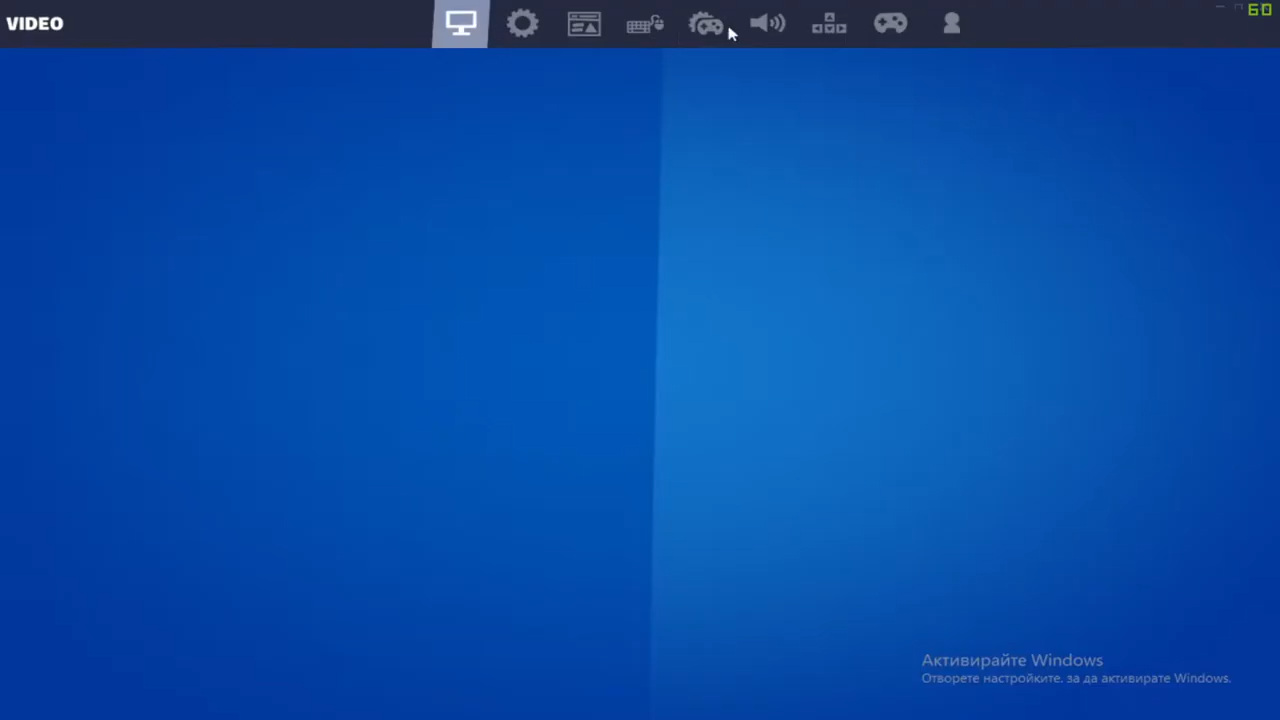 VIDEO
60
Активирайте Windows
Отворете настройките. за да активирате Windows.